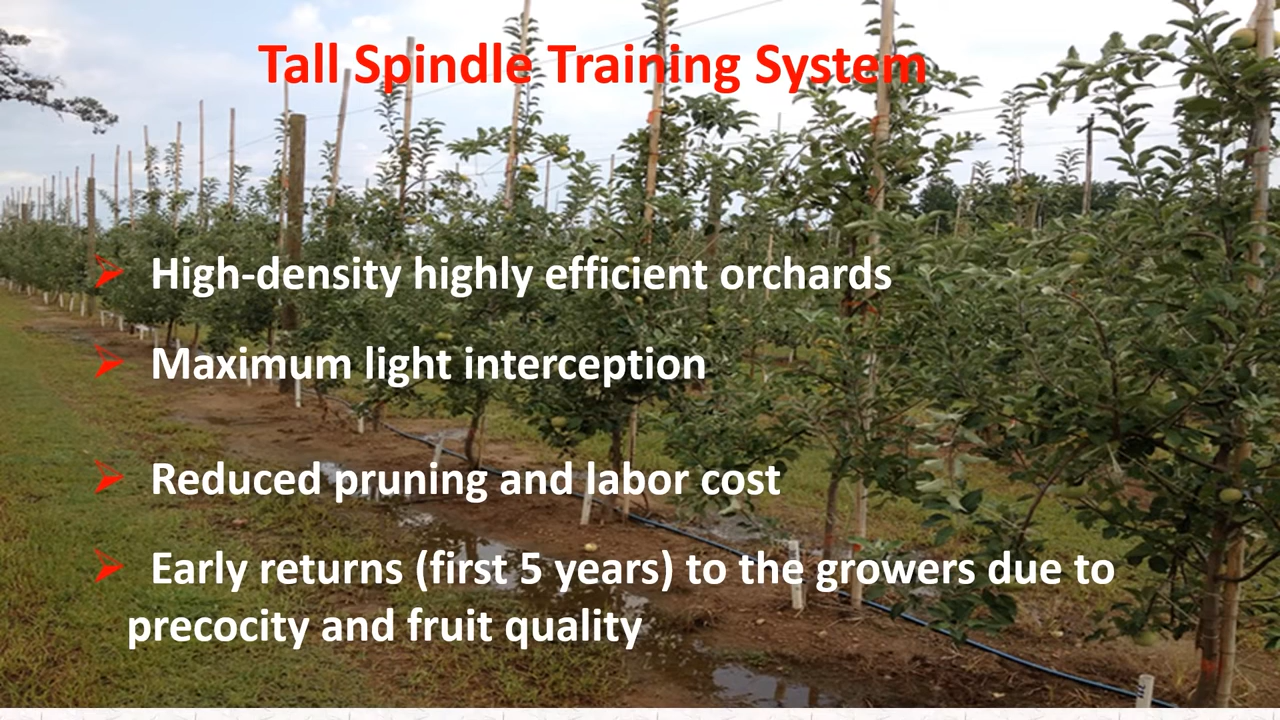 Tall Spindle Training System
➢ High-density highly efficient orchards
➢ Maximum light interception
➢ Reduced pruning and labor cost
➢ Early returns (first 5 years) to the growers due to
precocity and fruit quality